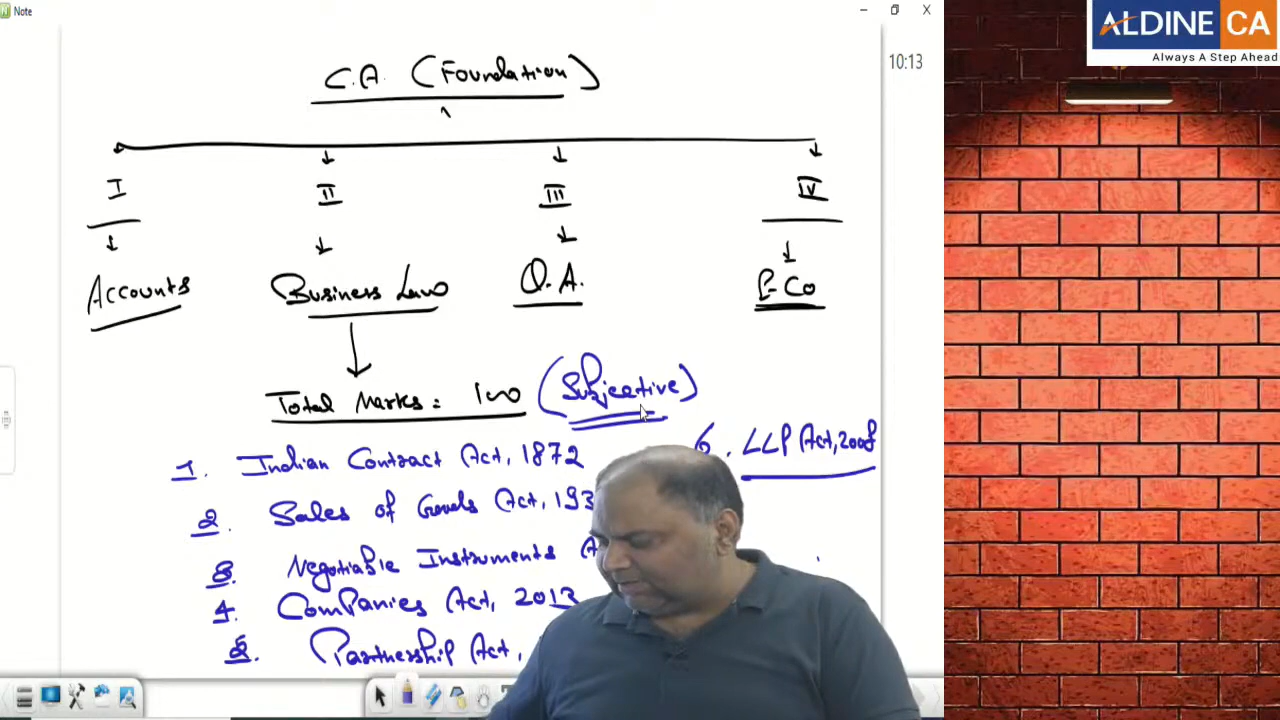 Note
ALDINE CA
Always A Step Ahead
10:13
C.A. (Foundation)
I II III IV
Accounts Business Law Q.A. Eco
Total Marks: 100 (Subjective)
1. Indian Contract Act, 1872
6. LLP Act, 2008
2. Sales of Goods Act, 193
3. Negotiable Instruments A
4. Companies Act, 2013
5. Partnership Act,